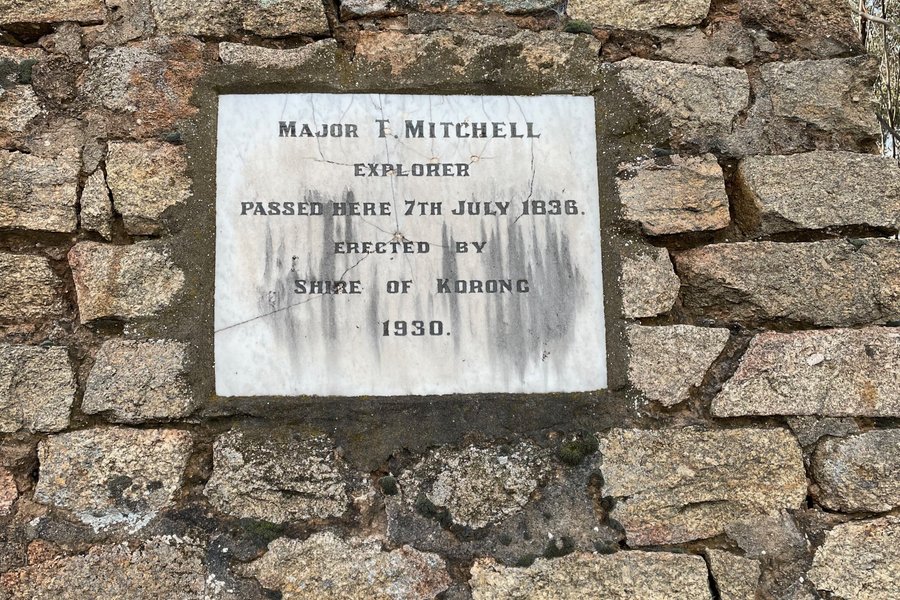 MAJOR T. MITCHELL
EXPLORER
PASSED HERE 7TH JULY 1836.
ERECTED BY
SHIRE OF KORONG
1930.